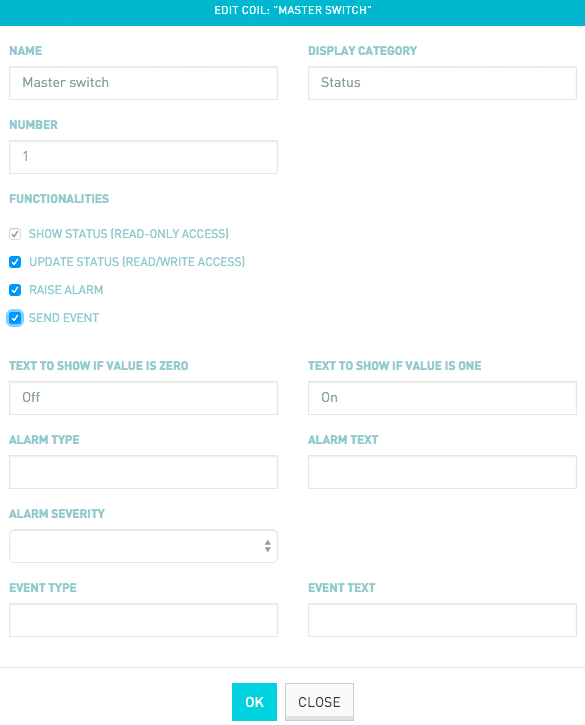 EDIT COIL: "MASTER SWITCH"
NAME
DISPLAY CATEGORY
Master switch
Status
NUMBER
1
FUNCTIONALITIES
SHOW STATUS (READ-ONLY ACCESS)
UPDATE STATUS (READ/WRITE ACCESS)
RAISE ALARM
SEND EVENT
TEXT TO SHOW IF VALUE IS ZERO
TEXT TO SHOW IF VALUE IS ONE
Off
On
ALARM TYPE
ALARM TEXT
ALARM SEVERITY
EVENT TYPE
EVENT TEXT
OK
CLOSE